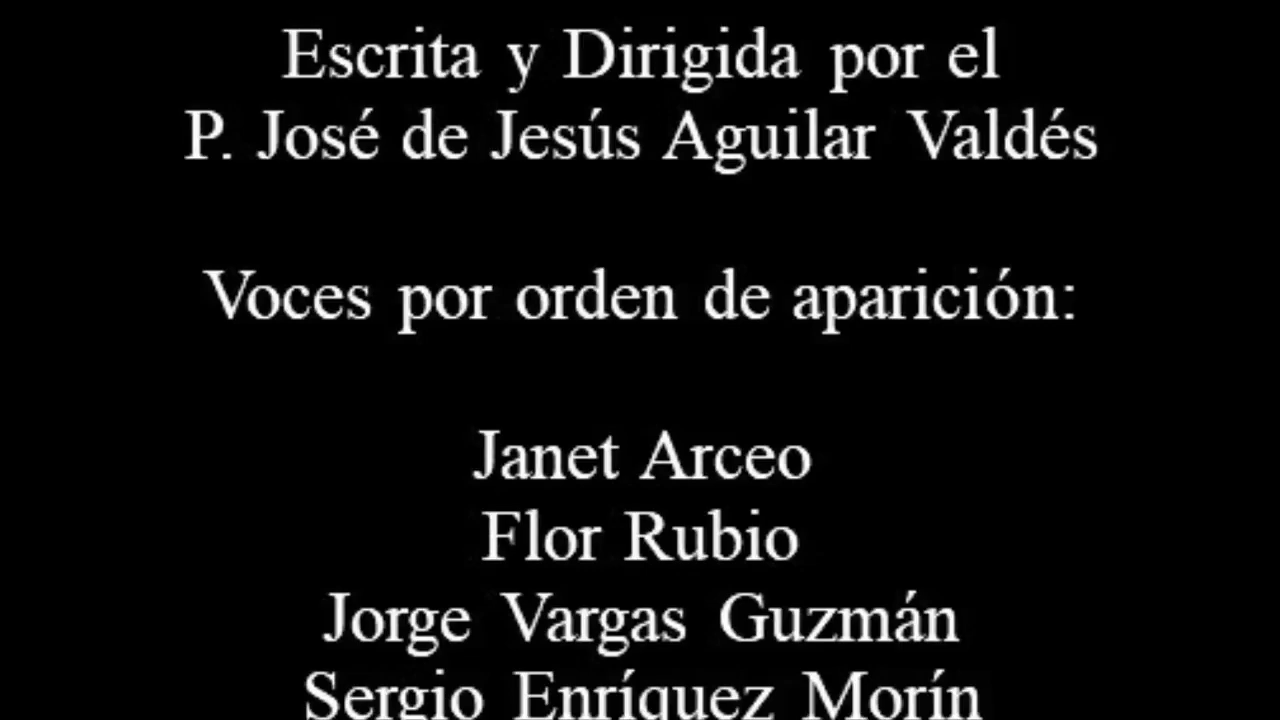 Escrita y Dirigida por el
P. José de Jesús Aguilar Valdés
Voces por orden de aparición:
Janet Arceo
Flor Rubio
Jorge Vargas Guzmán
Sergio Enríquez Morín